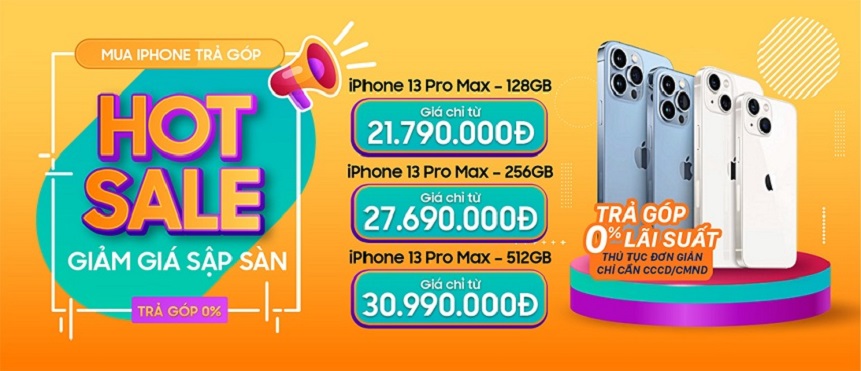 MUA IPHONE TRẢ GÓP
HOT
SALE
GIẢM GIÁ SẬP SÀN
TRẢ GÓP 0%
iPhone 13 Pro Max – 128GB
Giá chỉ từ
21.790.000Đ
iPhone 13 Pro Max – 256GB
Giá chỉ từ
27.690.000Đ
iPhone 13 Pro Max – 512GB
Giá chỉ từ
30.990.000Đ
TRẢ GÓP
0% LÃI SUẤT
THỦ TỤC ĐƠN GIẢN
CHỈ CẦN CCCD/CMND